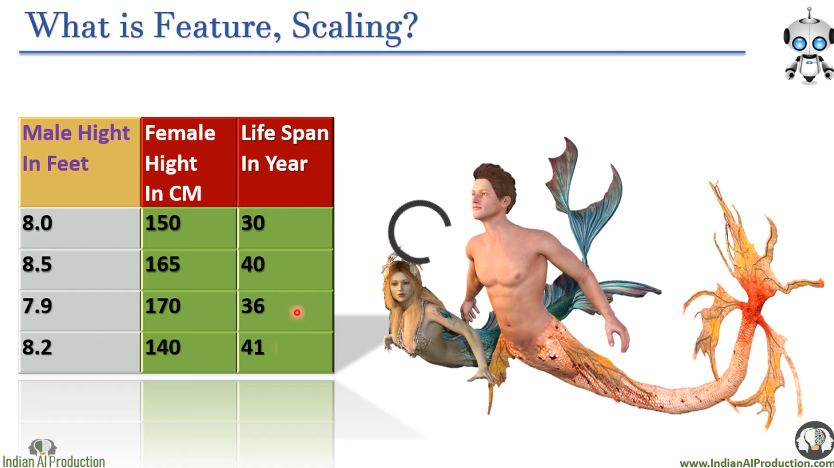 What is Feature, Scaling?
Male Hight In Feet
Female Hight In CM
Life Span In Year
8.0 150 30
8.5 165 40
7.9 170 36
8.2 140 41
Indian AI Production
www.IndianAIProduction.com